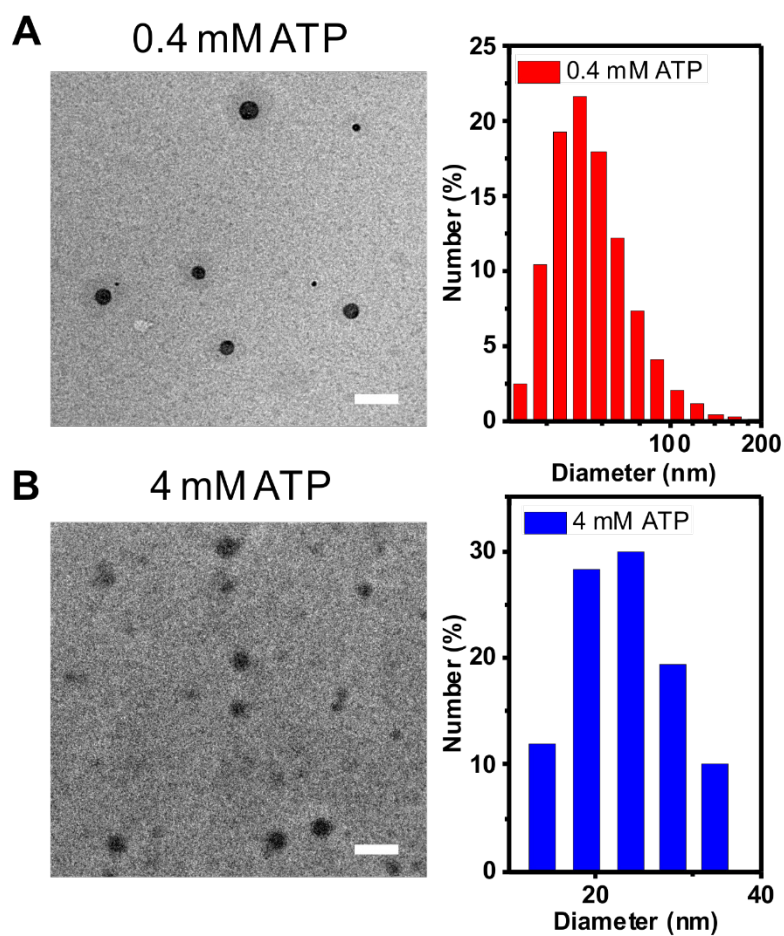 A
0.4 mM ATP
25
20
15
10
5
0
Number (%)
0.4 mM ATP
100
200
Diameter (nm)
B
4 mM ATP
30
20
10
0
Number (%)
4 mM ATP
20
40
Diameter (nm)